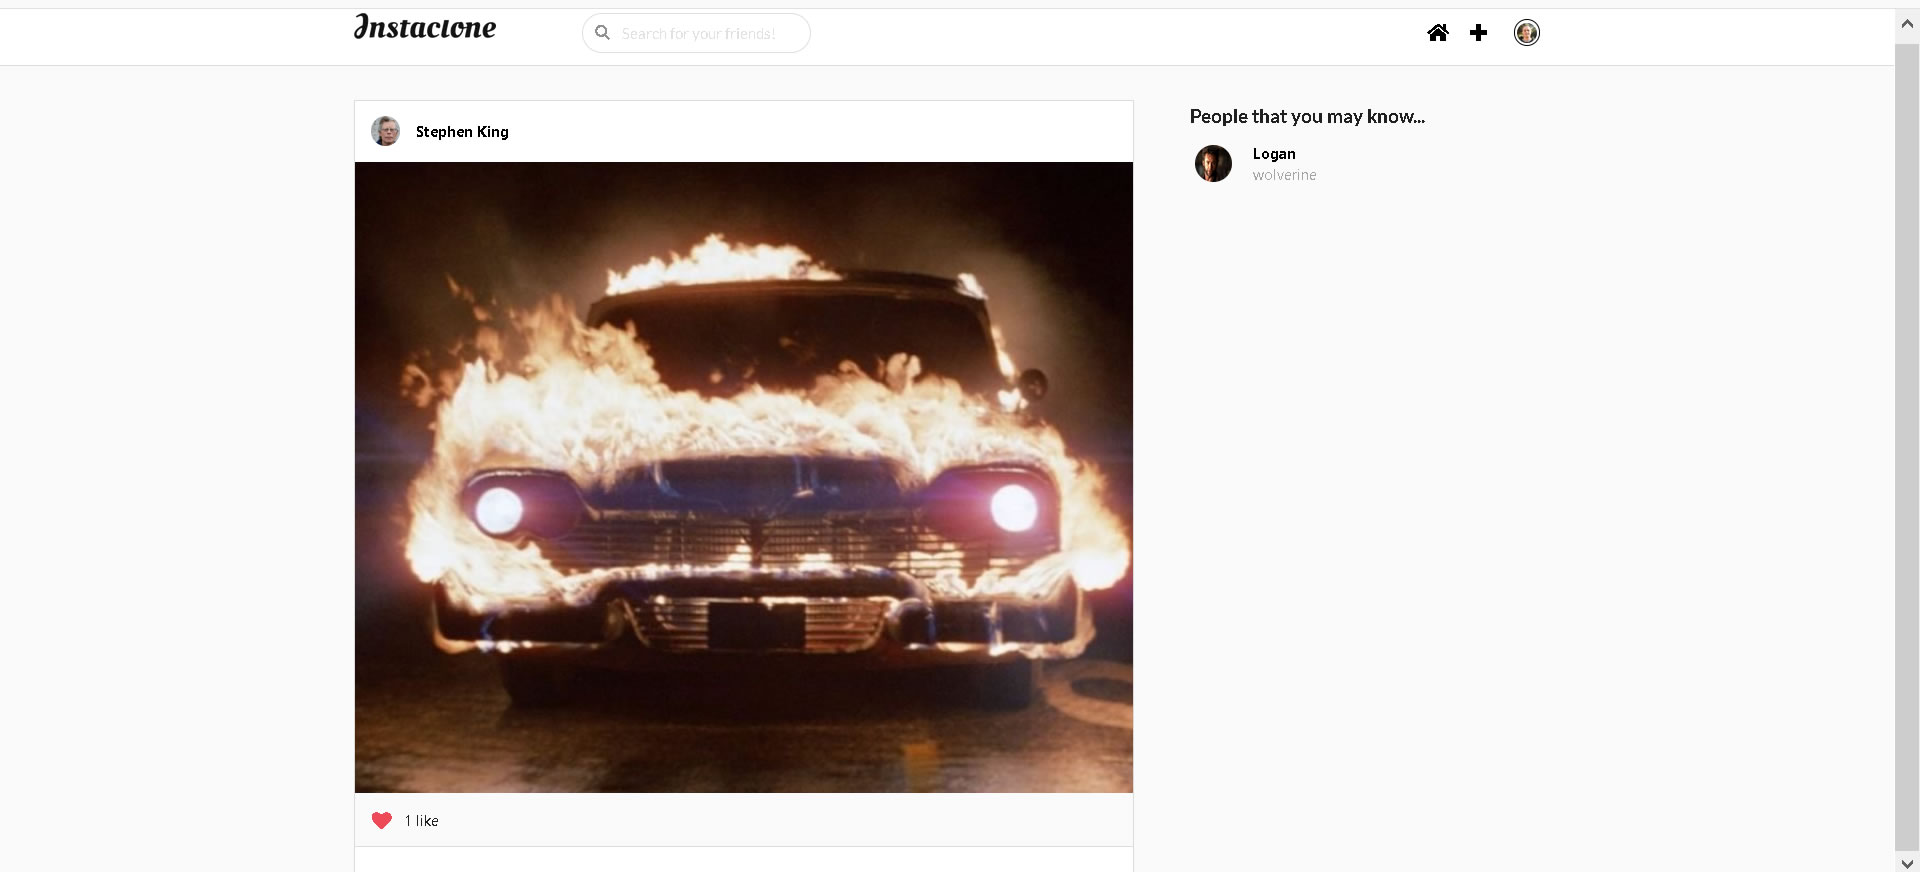 Instaclone
Search for your friends!
Stephen King
People that you may know...
Logan
wolverine
1 like